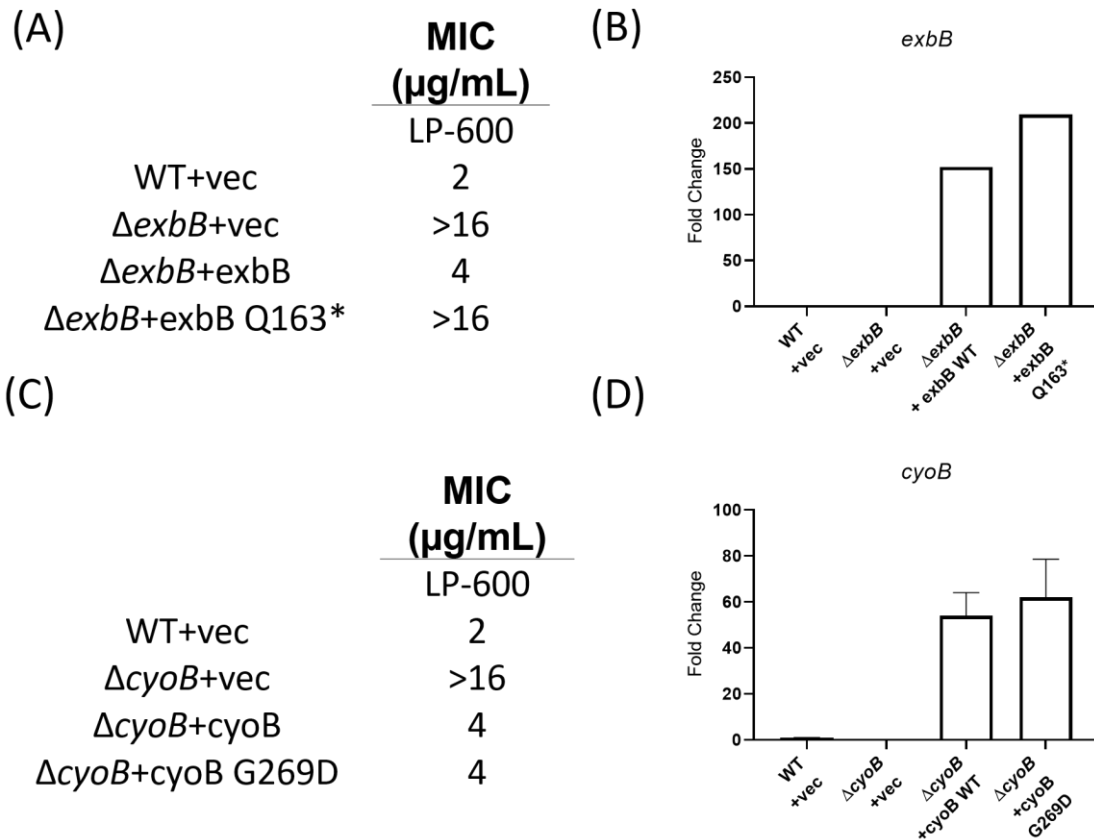 (A)
MIC
(µg/mL)
LP-600
WT+vec 2
ΔexbB+vec >16
ΔexbB+exbB 4
ΔexbB+exbB Q163* >16
(B)
exbB
Fold Change
250
200
150
100
50
0
WT
+vec
ΔexbB
+vec
ΔexbB
+ exbB WT
ΔexbB
+exbB
Q163*
(C)
MIC
(µg/mL)
LP-600
WT+vec 2
ΔcyoB+vec >16
ΔcyoB+cyoB 4
ΔcyoB+cyoB G269D 4
(D)
cyoB
Fold Change
100
80
60
40
20
0
WT
+vec
ΔcyoB
+vec
ΔcyoB
+cyoB WT
ΔcyoB
+cyoB
G269D